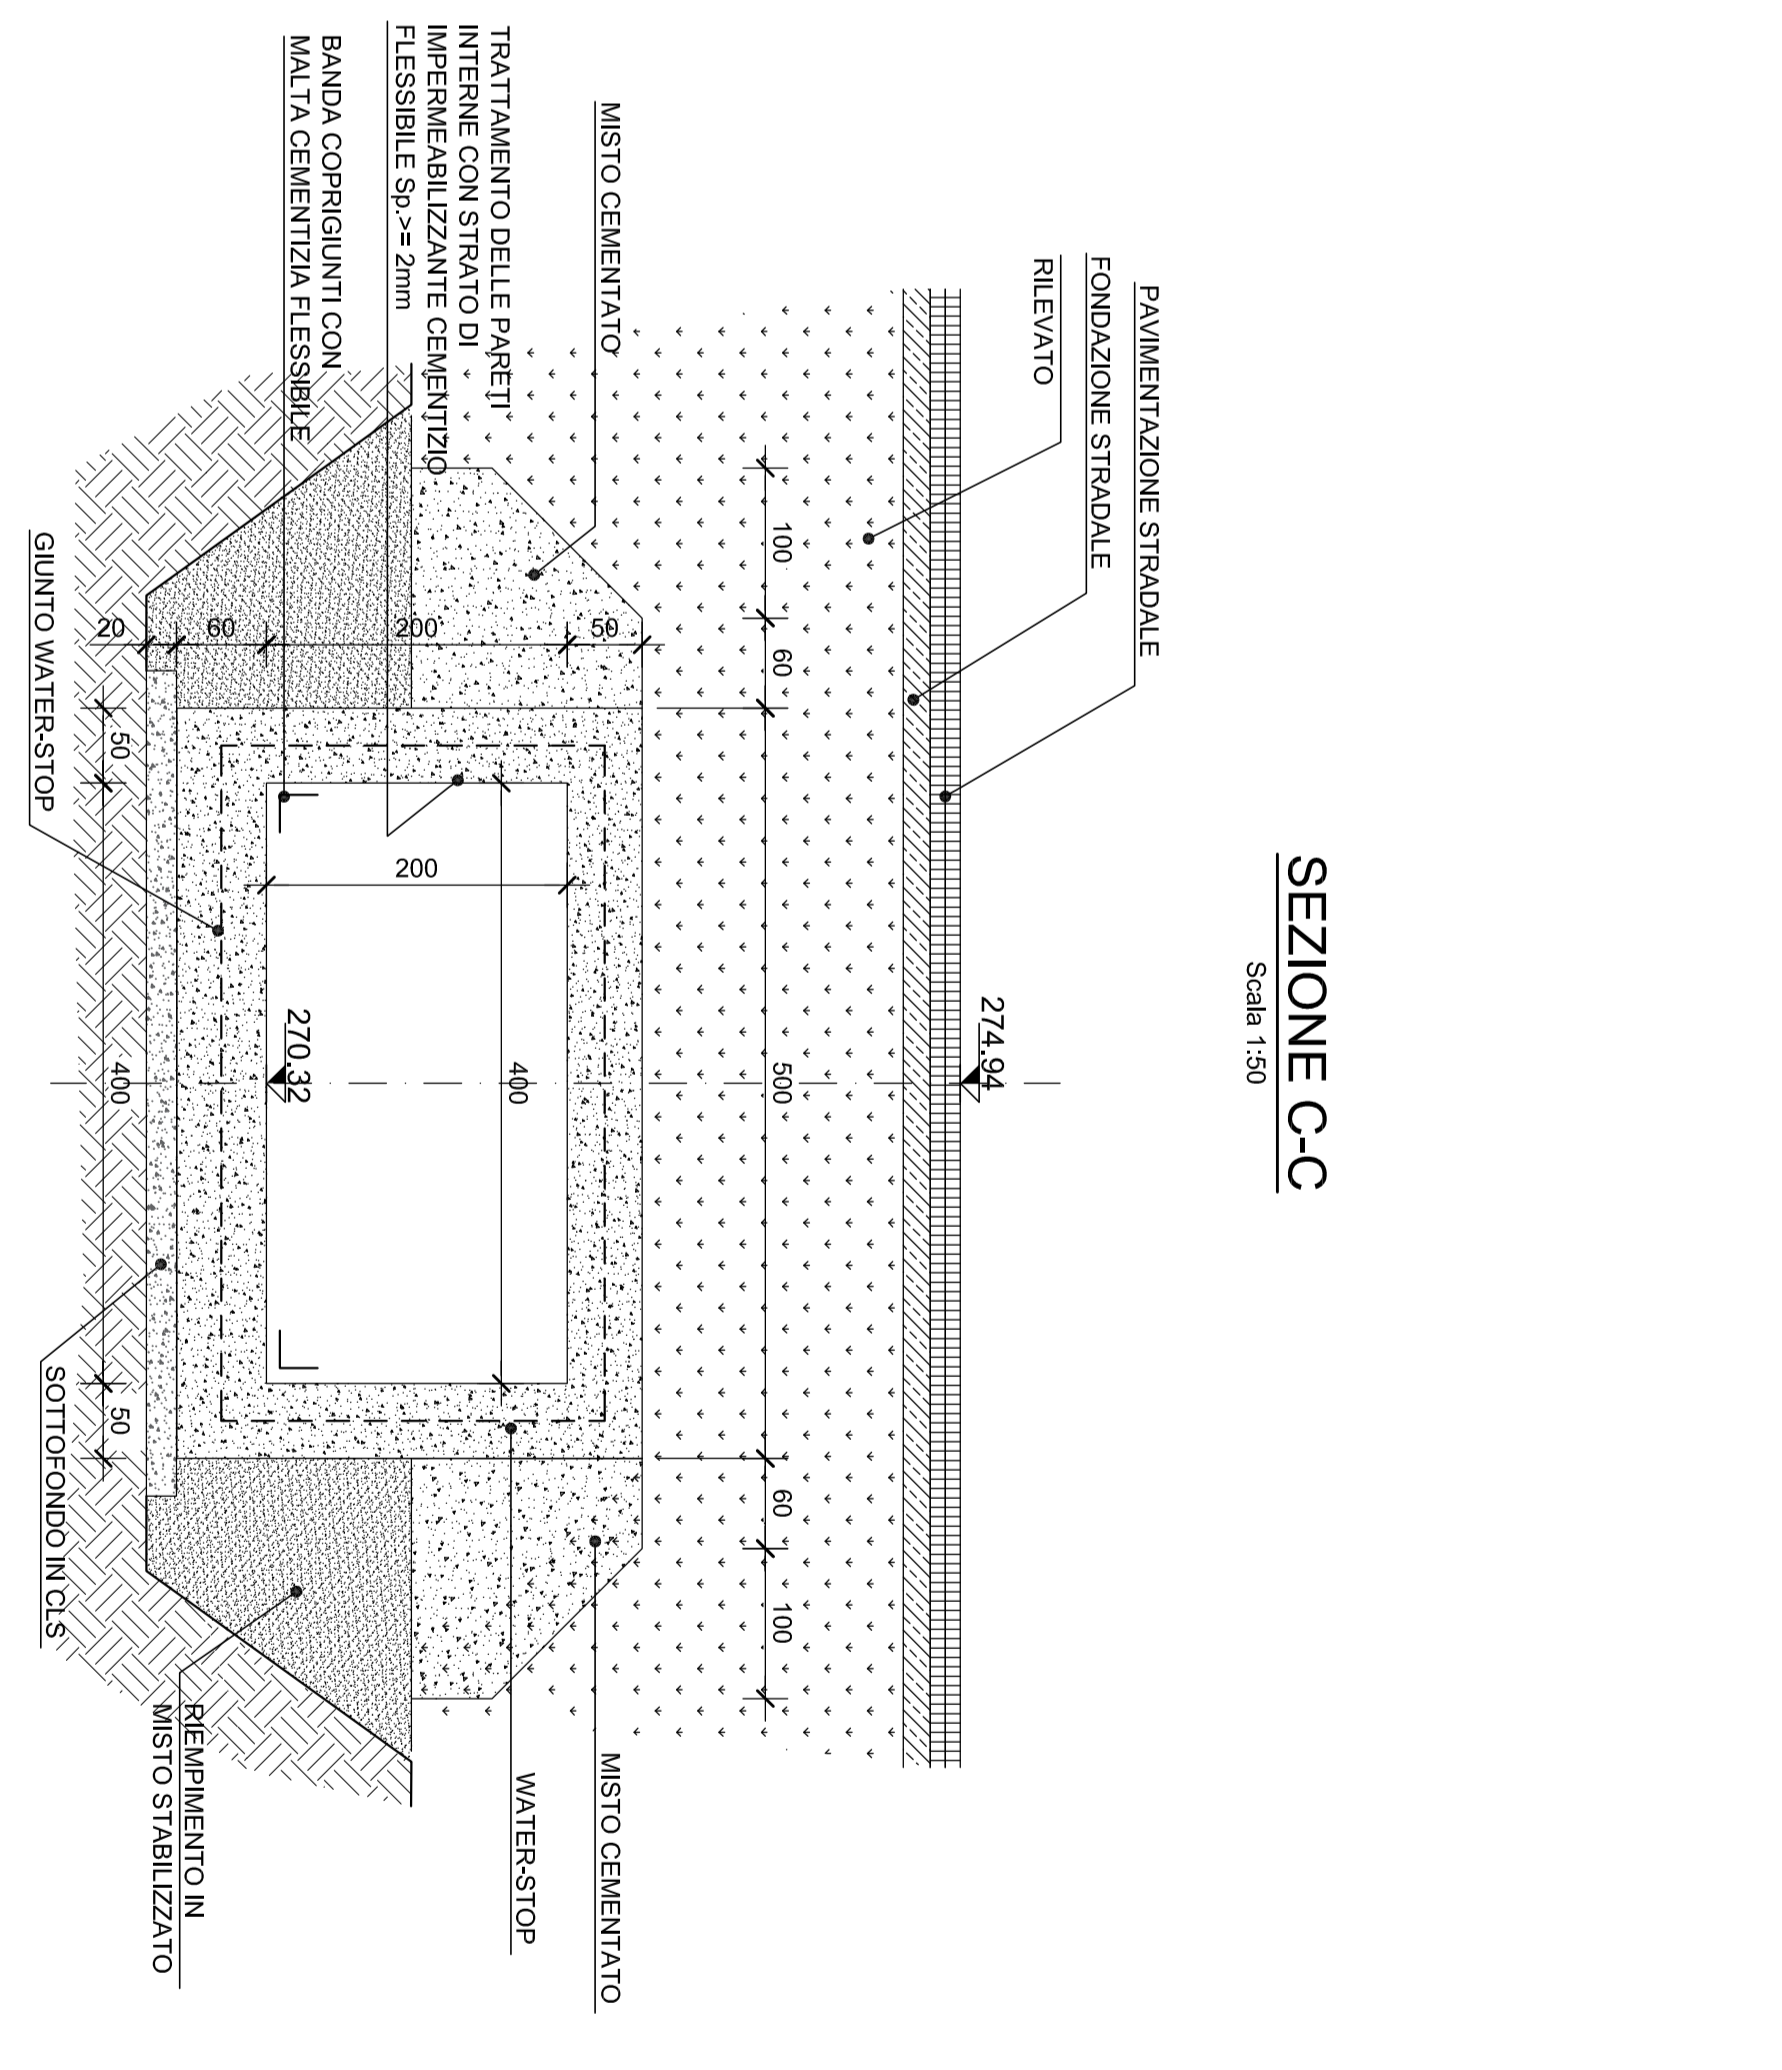 SEZIONE C-C
Scala 1:50
PAVIMENTAZIONE STRADALE
FONDAZIONE STRADALE
RILEVATO
274.94
100
60
500
60
100
MISTO CEMENTATO
MISTO CEMENTATO
TRATTAMENTO DELLE PARETI
INTERNE CON STRATO DI
IMPERMEABILIZZANTE CEMENTIZIO
FLESSIBILE Sp.>= 2mm
WATER-STOP
400
200
50
200
60
20
270.32
BANDA COPRIGIUNTI CON
MALTA CEMENTIZIA FLESSIBILE
RIEMPIMENTO IN
MISTO STABILIZZATO
50
400
50
GIUNTO WATER-STOP
SOTTOFONDO IN CLS